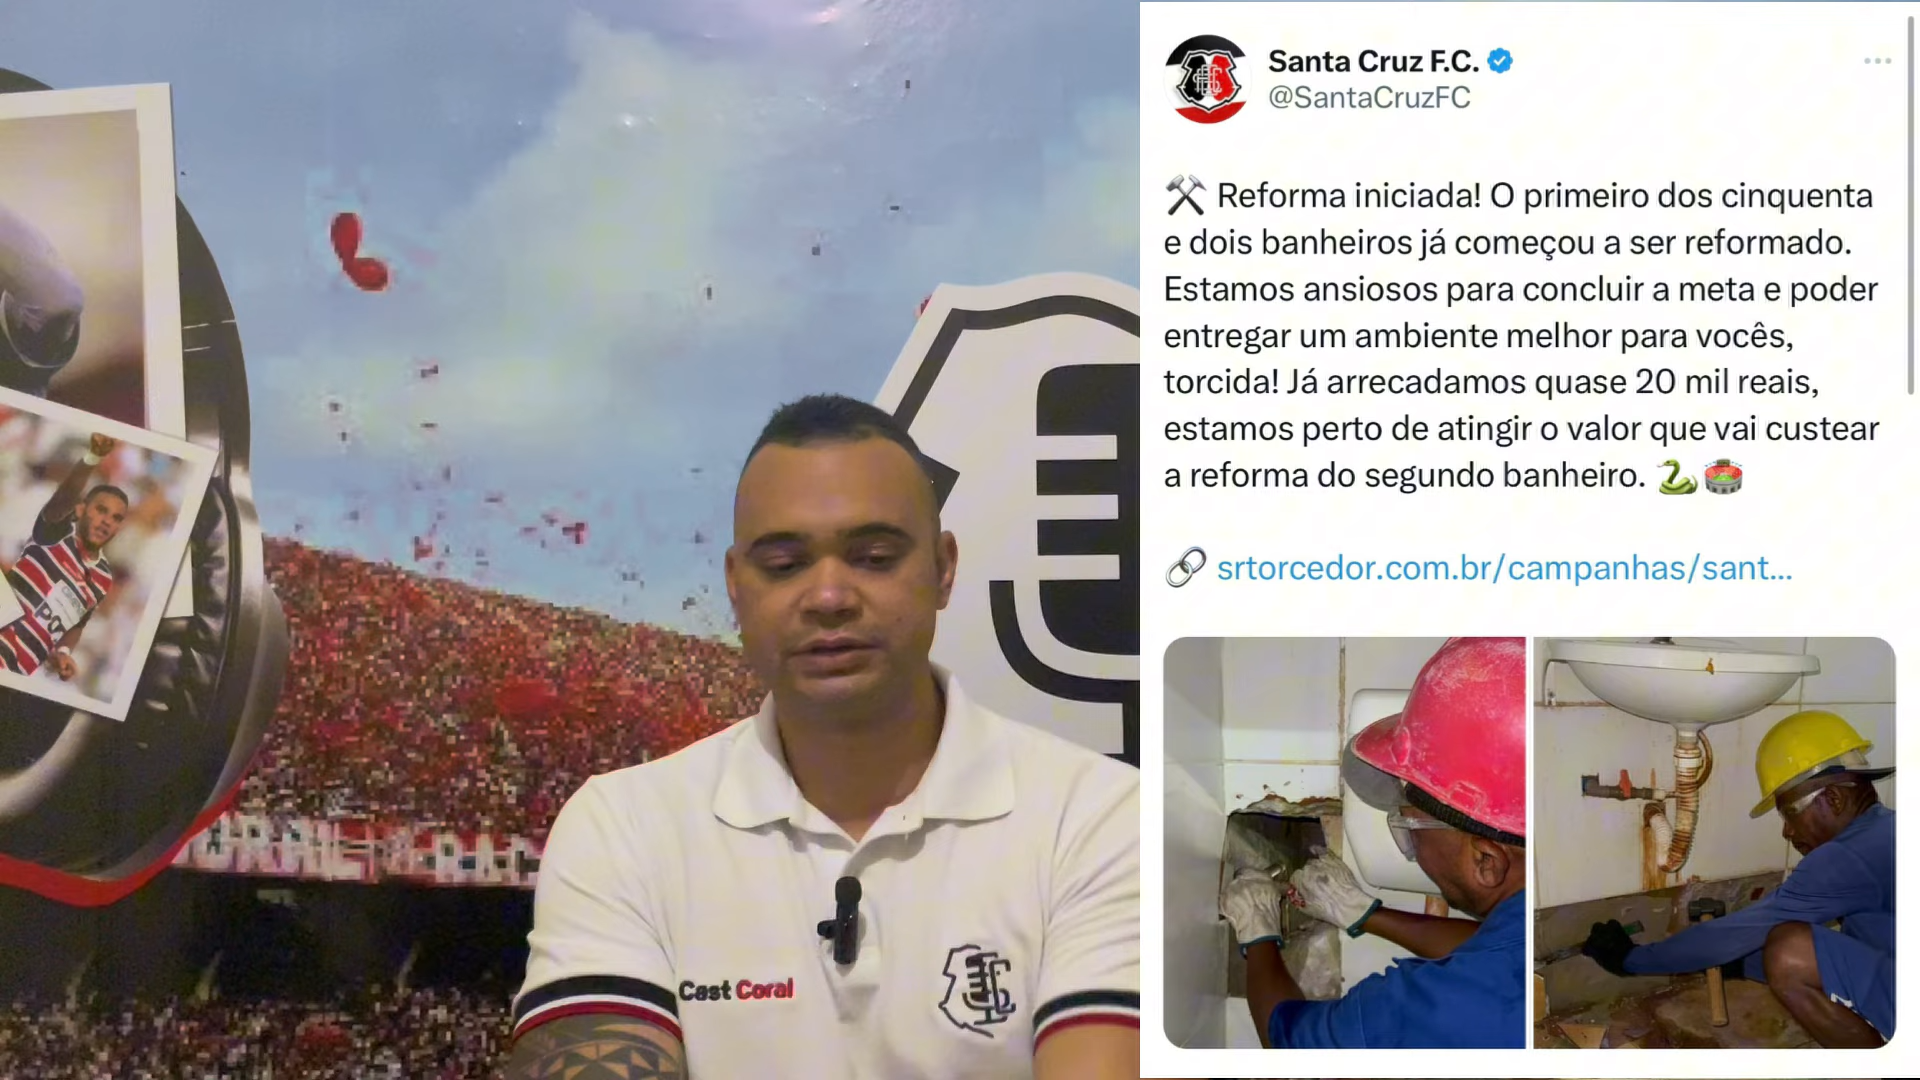 Santa Cruz F.C.
@SantaCruzFC
⚒️ Reforma iniciada! O primeiro dos cinquenta
e dois banheiros já começou a ser reformado.
Estamos ansiosos para concluir a meta e poder
entregar um ambiente melhor para vocês,
torcida! Já arrecadamos quase 20 mil reais,
estamos perto de atingir o valor que vai custear
a reforma do segundo banheiro. 🐍🏟️
🔗 srtorcedor.com.br/campanhas/sant...
Cast Coral